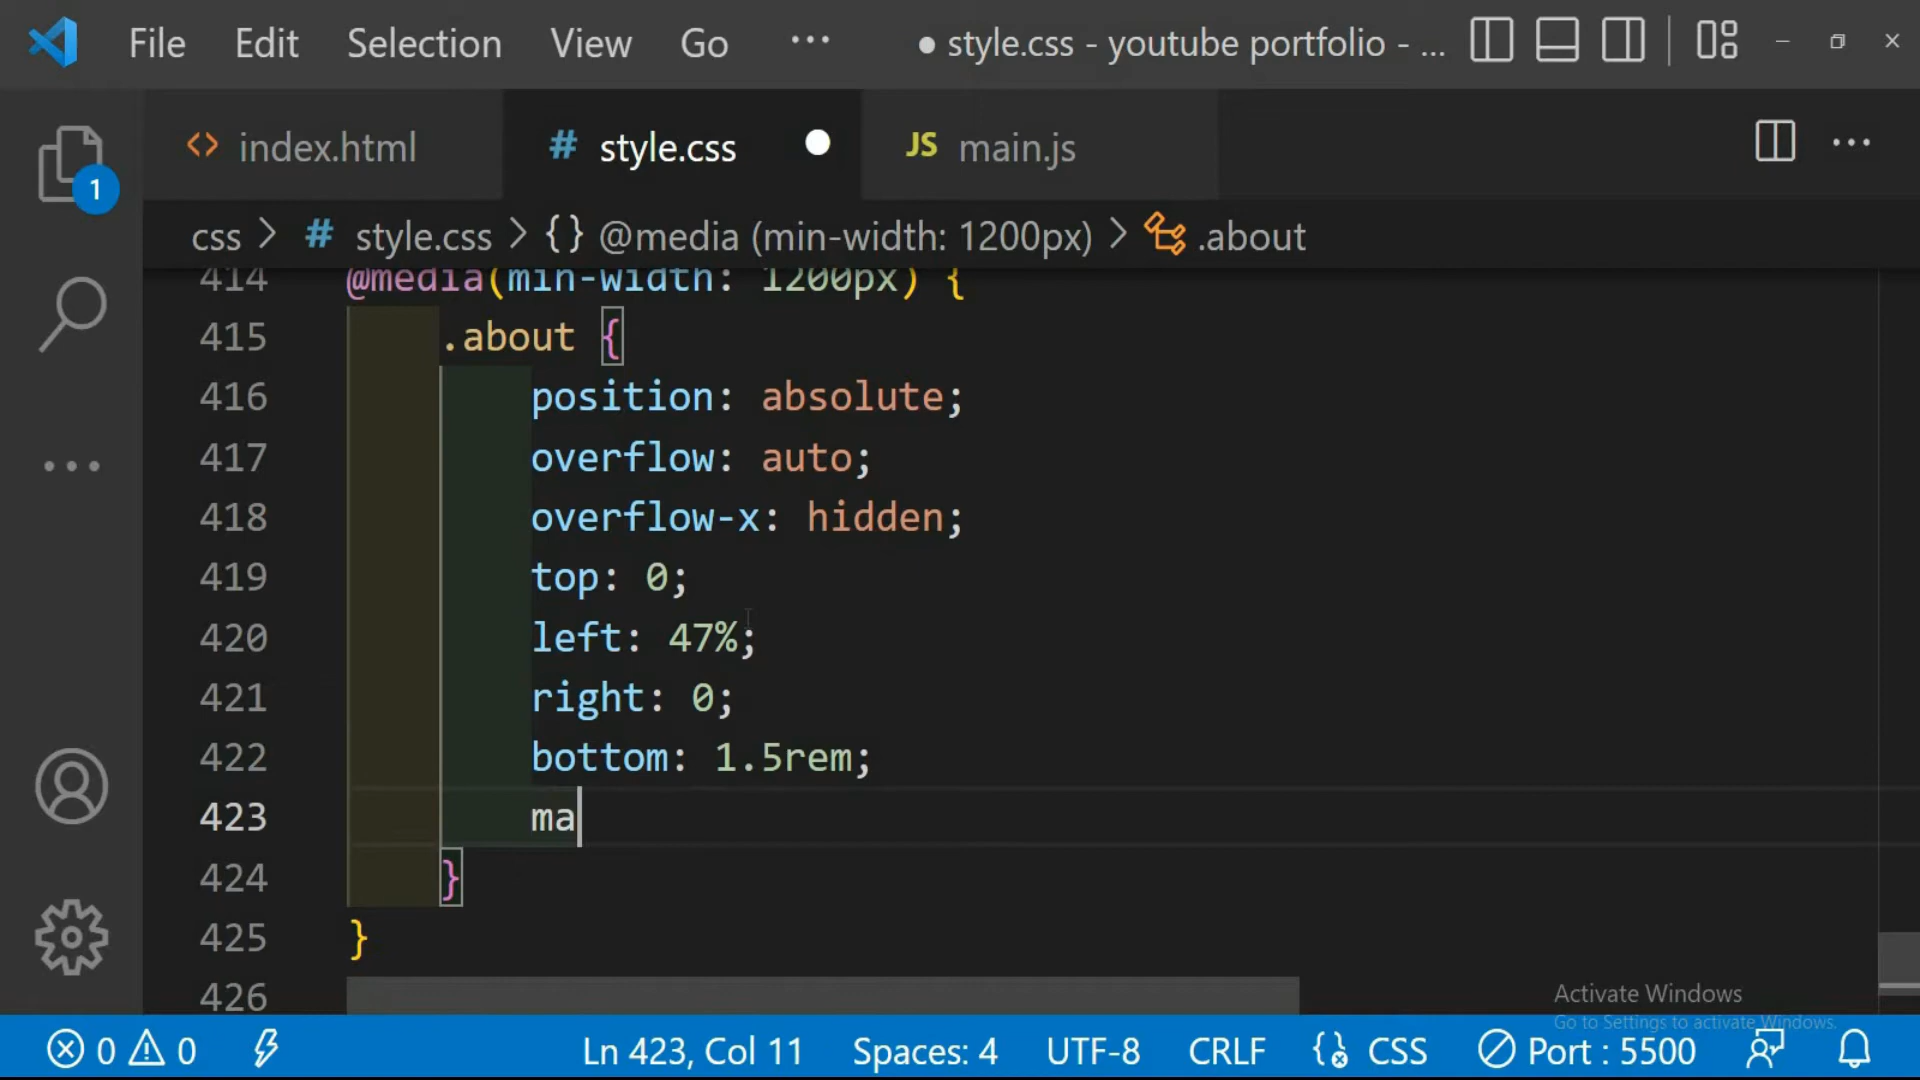 File Edit Selection View Go ··· ● style.css - youtube portfolio - ...
1
<> index.html # style.css ● JS main.js ···
css > # style.css > {} @media (min-width: 1200px) > .about
414 @media(min-width: 1200px) {
415 .about {
416 position: absolute;
417 overflow: auto;
418 overflow-x: hidden;
419 top: 0;
420 left: 47%;
421 right: 0;
422 bottom: 1.5rem;
423 ma
424 }
425 }
426
Activate Windows
Go to Settings to activate Windows.
0 0 Ln 423, Col 11 Spaces: 4 UTF-8 CRLF {} CSS Port : 5500